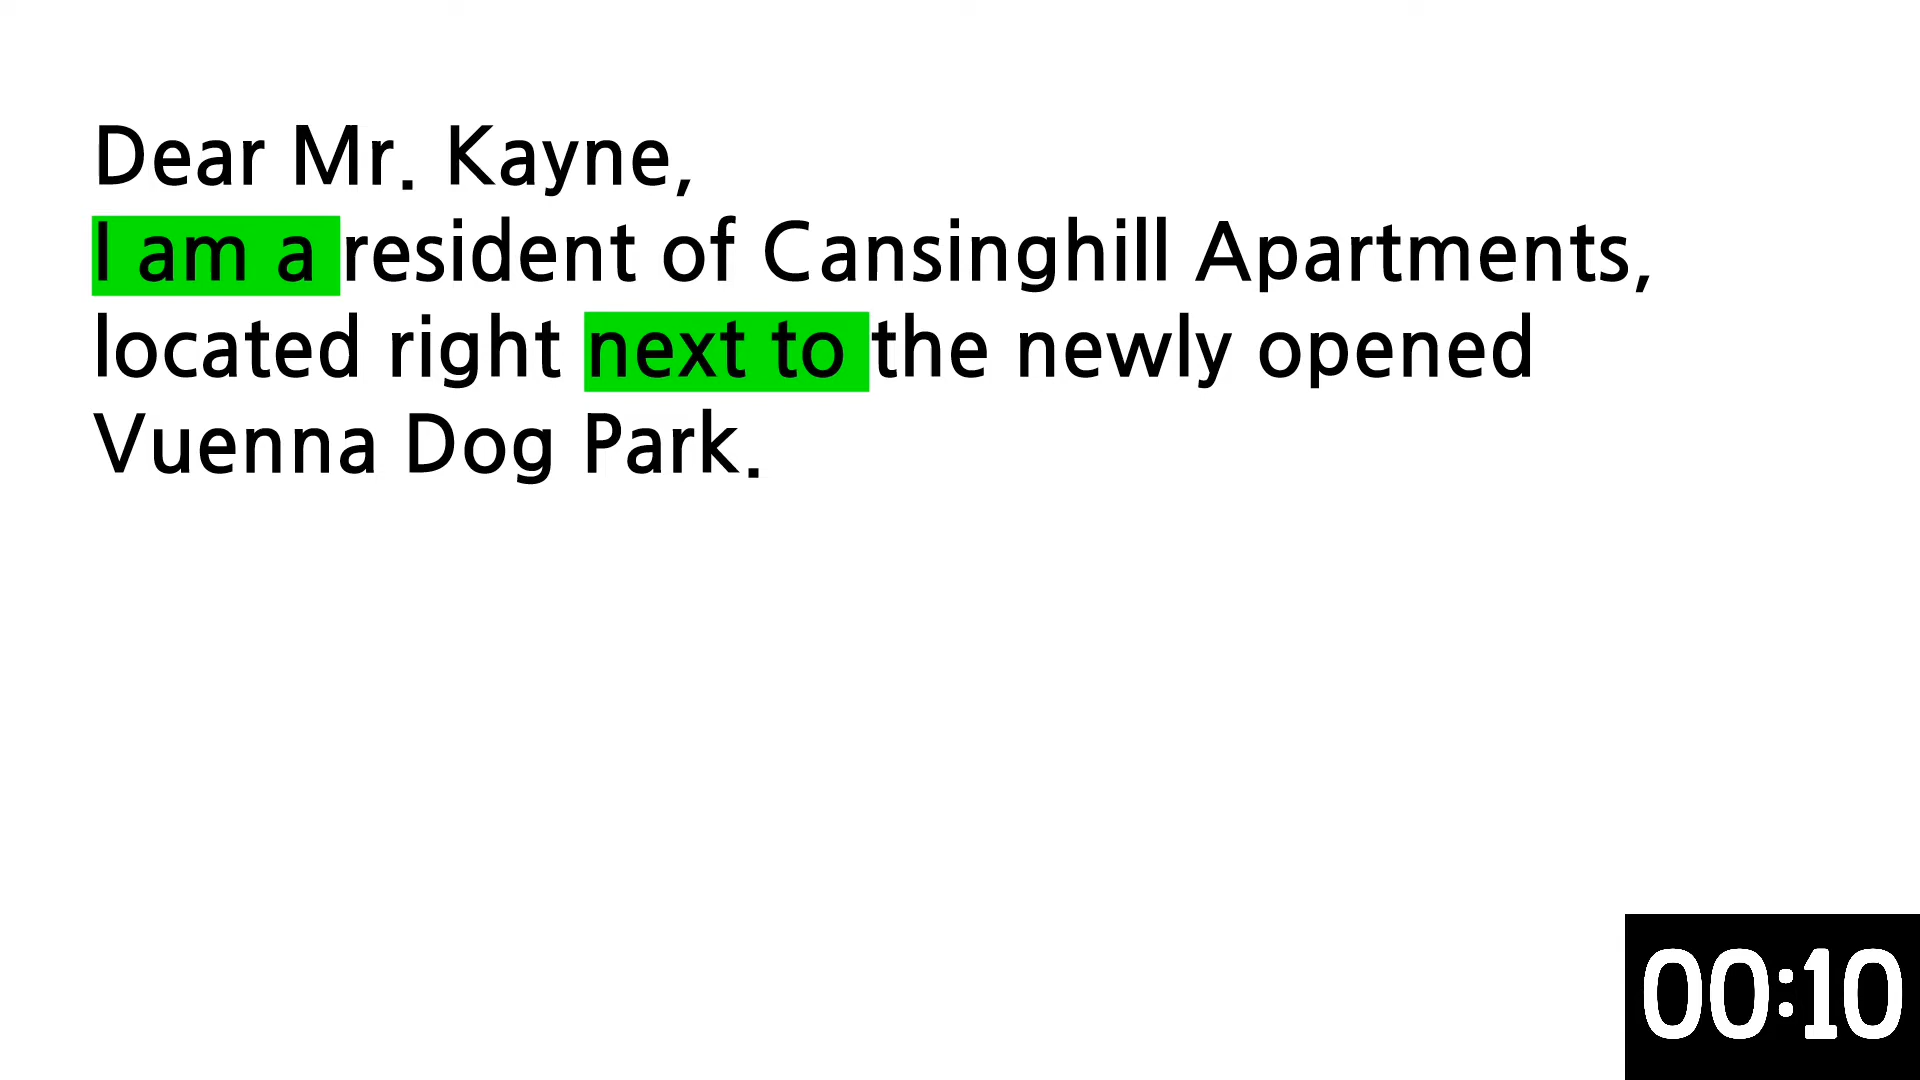 Dear Mr. Kayne,
I am a resident of Cansinghill Apartments,
located right next to the newly opened
Vuenna Dog Park.
00:10